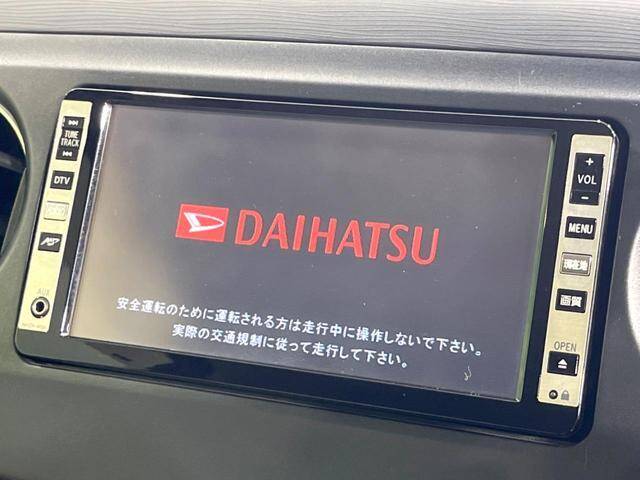 TUNE
TRACK
DTV
AUX
DAIHATSU
安全運転のために運転される方は走行中に操作しないで下さい。
実際の交通規制に従って走行して下さい。
+
VOL
-
MENU
現在地
画質
OPEN